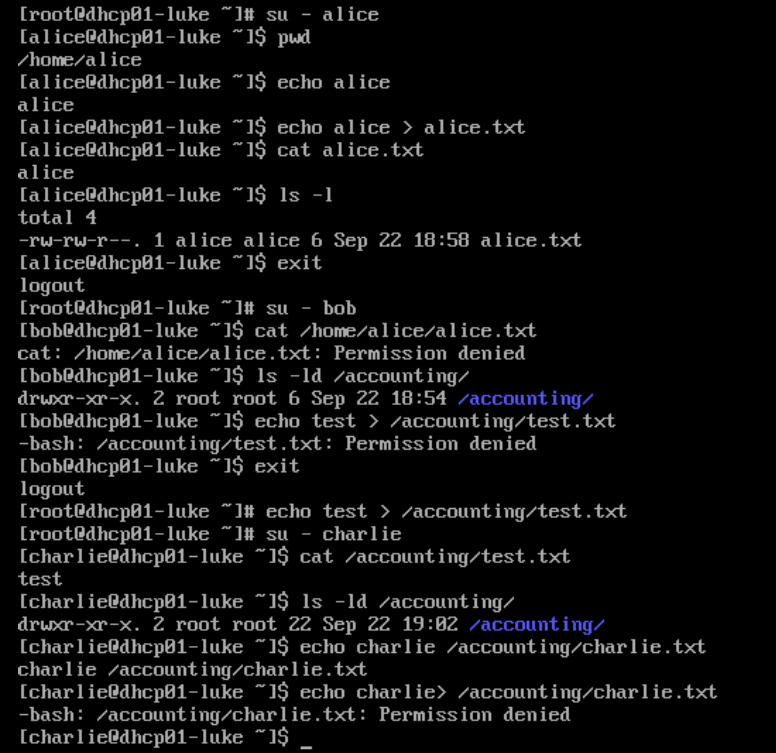 [root@dhcp01-luke ~]# su - alice
[alice@dhcp01-luke ~]$ pwd
/home/alice
[alice@dhcp01-luke ~]$ echo alice
alice
[alice@dhcp01-luke ~]$ echo alice > alice.txt
[alice@dhcp01-luke ~]$ cat alice.txt
alice
[alice@dhcp01-luke ~]$ ls -l
total 4
-rw-rw-r--. 1 alice alice 6 Sep 22 18:58 alice.txt
[alice@dhcp01-luke ~]$ exit
logout
[root@dhcp01-luke ~]# su - bob
[bob@dhcp01-luke ~]$ cat /home/alice/alice.txt
cat: /home/alice/alice.txt: Permission denied
[bob@dhcp01-luke ~]$ ls -ld /accounting/
drwxr-xr-x. 2 root root 6 Sep 22 18:54 /accounting/
[bob@dhcp01-luke ~]$ echo test > /accounting/test.txt
-bash: /accounting/test.txt: Permission denied
[bob@dhcp01-luke ~]$ exit
logout
[root@dhcp01-luke ~]# echo test > /accounting/test.txt
[root@dhcp01-luke ~]# su - charlie
[charlie@dhcp01-luke ~]$ cat /accounting/test.txt
test
[charlie@dhcp01-luke ~]$ ls -ld /accounting/
drwxr-xr-x. 2 root root 22 Sep 22 19:02 /accounting/
[charlie@dhcp01-luke ~]$ echo charlie /accounting/charlie.txt
charlie /accounting/charlie.txt
[charlie@dhcp01-luke ~]$ echo charlie> /accounting/charlie.txt
-bash: /accounting/charlie.txt: Permission denied
[charlie@dhcp01-luke ~]$ _